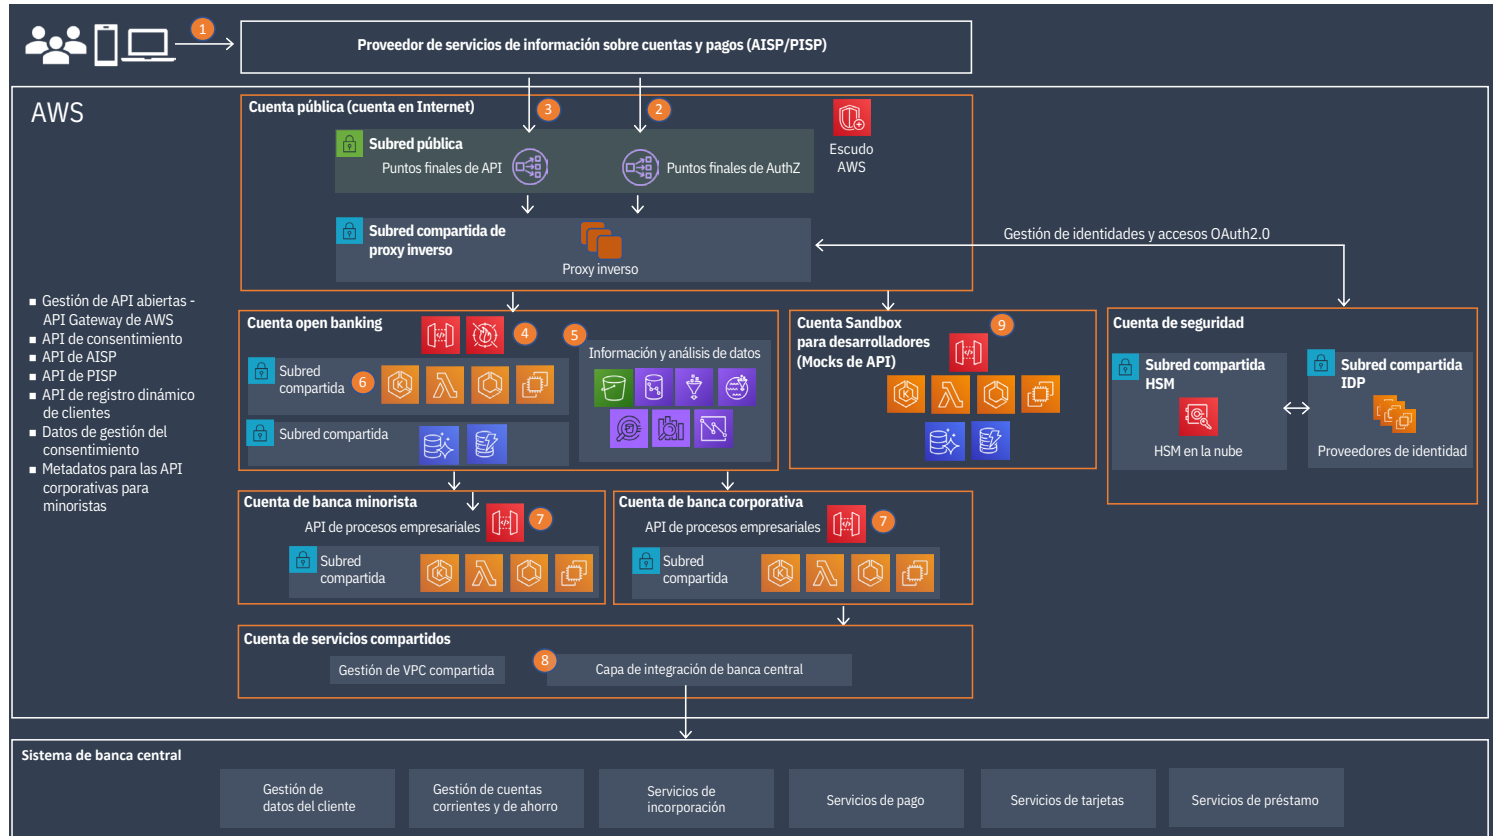 1
Proveedor de servicios de información sobre cuentas y pagos (AISP/PISP)
AWS
Cuenta pública (cuenta en Internet)
3
2
Subred pública
Puntos finales de API
Puntos finales de AuthZ
Escudo
AWS
Subred compartida de
proxy inverso
Proxy inverso
Gestión de identidades y accesos OAuth2.0
■ Gestión de API abiertas -
API Gateway de AWS
■ API de consentimiento
■ API de AISP
■ API de PISP
■ API de registro dinámico
de clientes
■ Datos de gestión del
consentimiento
■ Metadatos para las API
corporativas para
minoristas
Cuenta open banking
4
5
Información y análisis de datos
Subred
compartida
6
K
Subred compartida
Cuenta Sandbox
para desarrolladores
(Mocks de API)
9
K
Cuenta de seguridad
Subred compartida
HSM
HSM en la nube
Subred compartida
IDP
Proveedores de identidad
Cuenta de banca minorista
API de procesos empresariales
7
Subred
compartida
K
Cuenta de banca corporativa
API de procesos empresariales
7
Subred
compartida
K
Cuenta de servicios compartidos
Gestión de VPC compartida
8
Capa de integración de banca central
Sistema de banca central
Gestión de
datos del cliente
Gestión de cuentas
corrientes y de ahorro
Servicios de
incorporación
Servicios de pago
Servicios de tarjetas
Servicios de préstamo